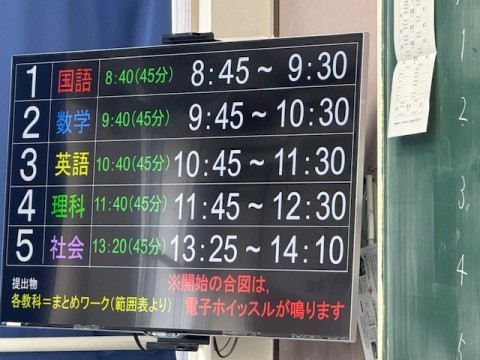 1 国語 8:40(45分) 8:45～ 9:30
2 数学 9:40(45分) 9:45～ 10:30
3 英語 10:40(45分) 10:45～ 11:30
4 理科 11:40(45分) 11:45～ 12:30
5 社会 13:20(45分) 13:25～ 14:10
提出物
各教科＝まとめワーク(範囲表より)
※開始の合図は,
電子ホイッスルが鳴ります
1
2
3
4
5